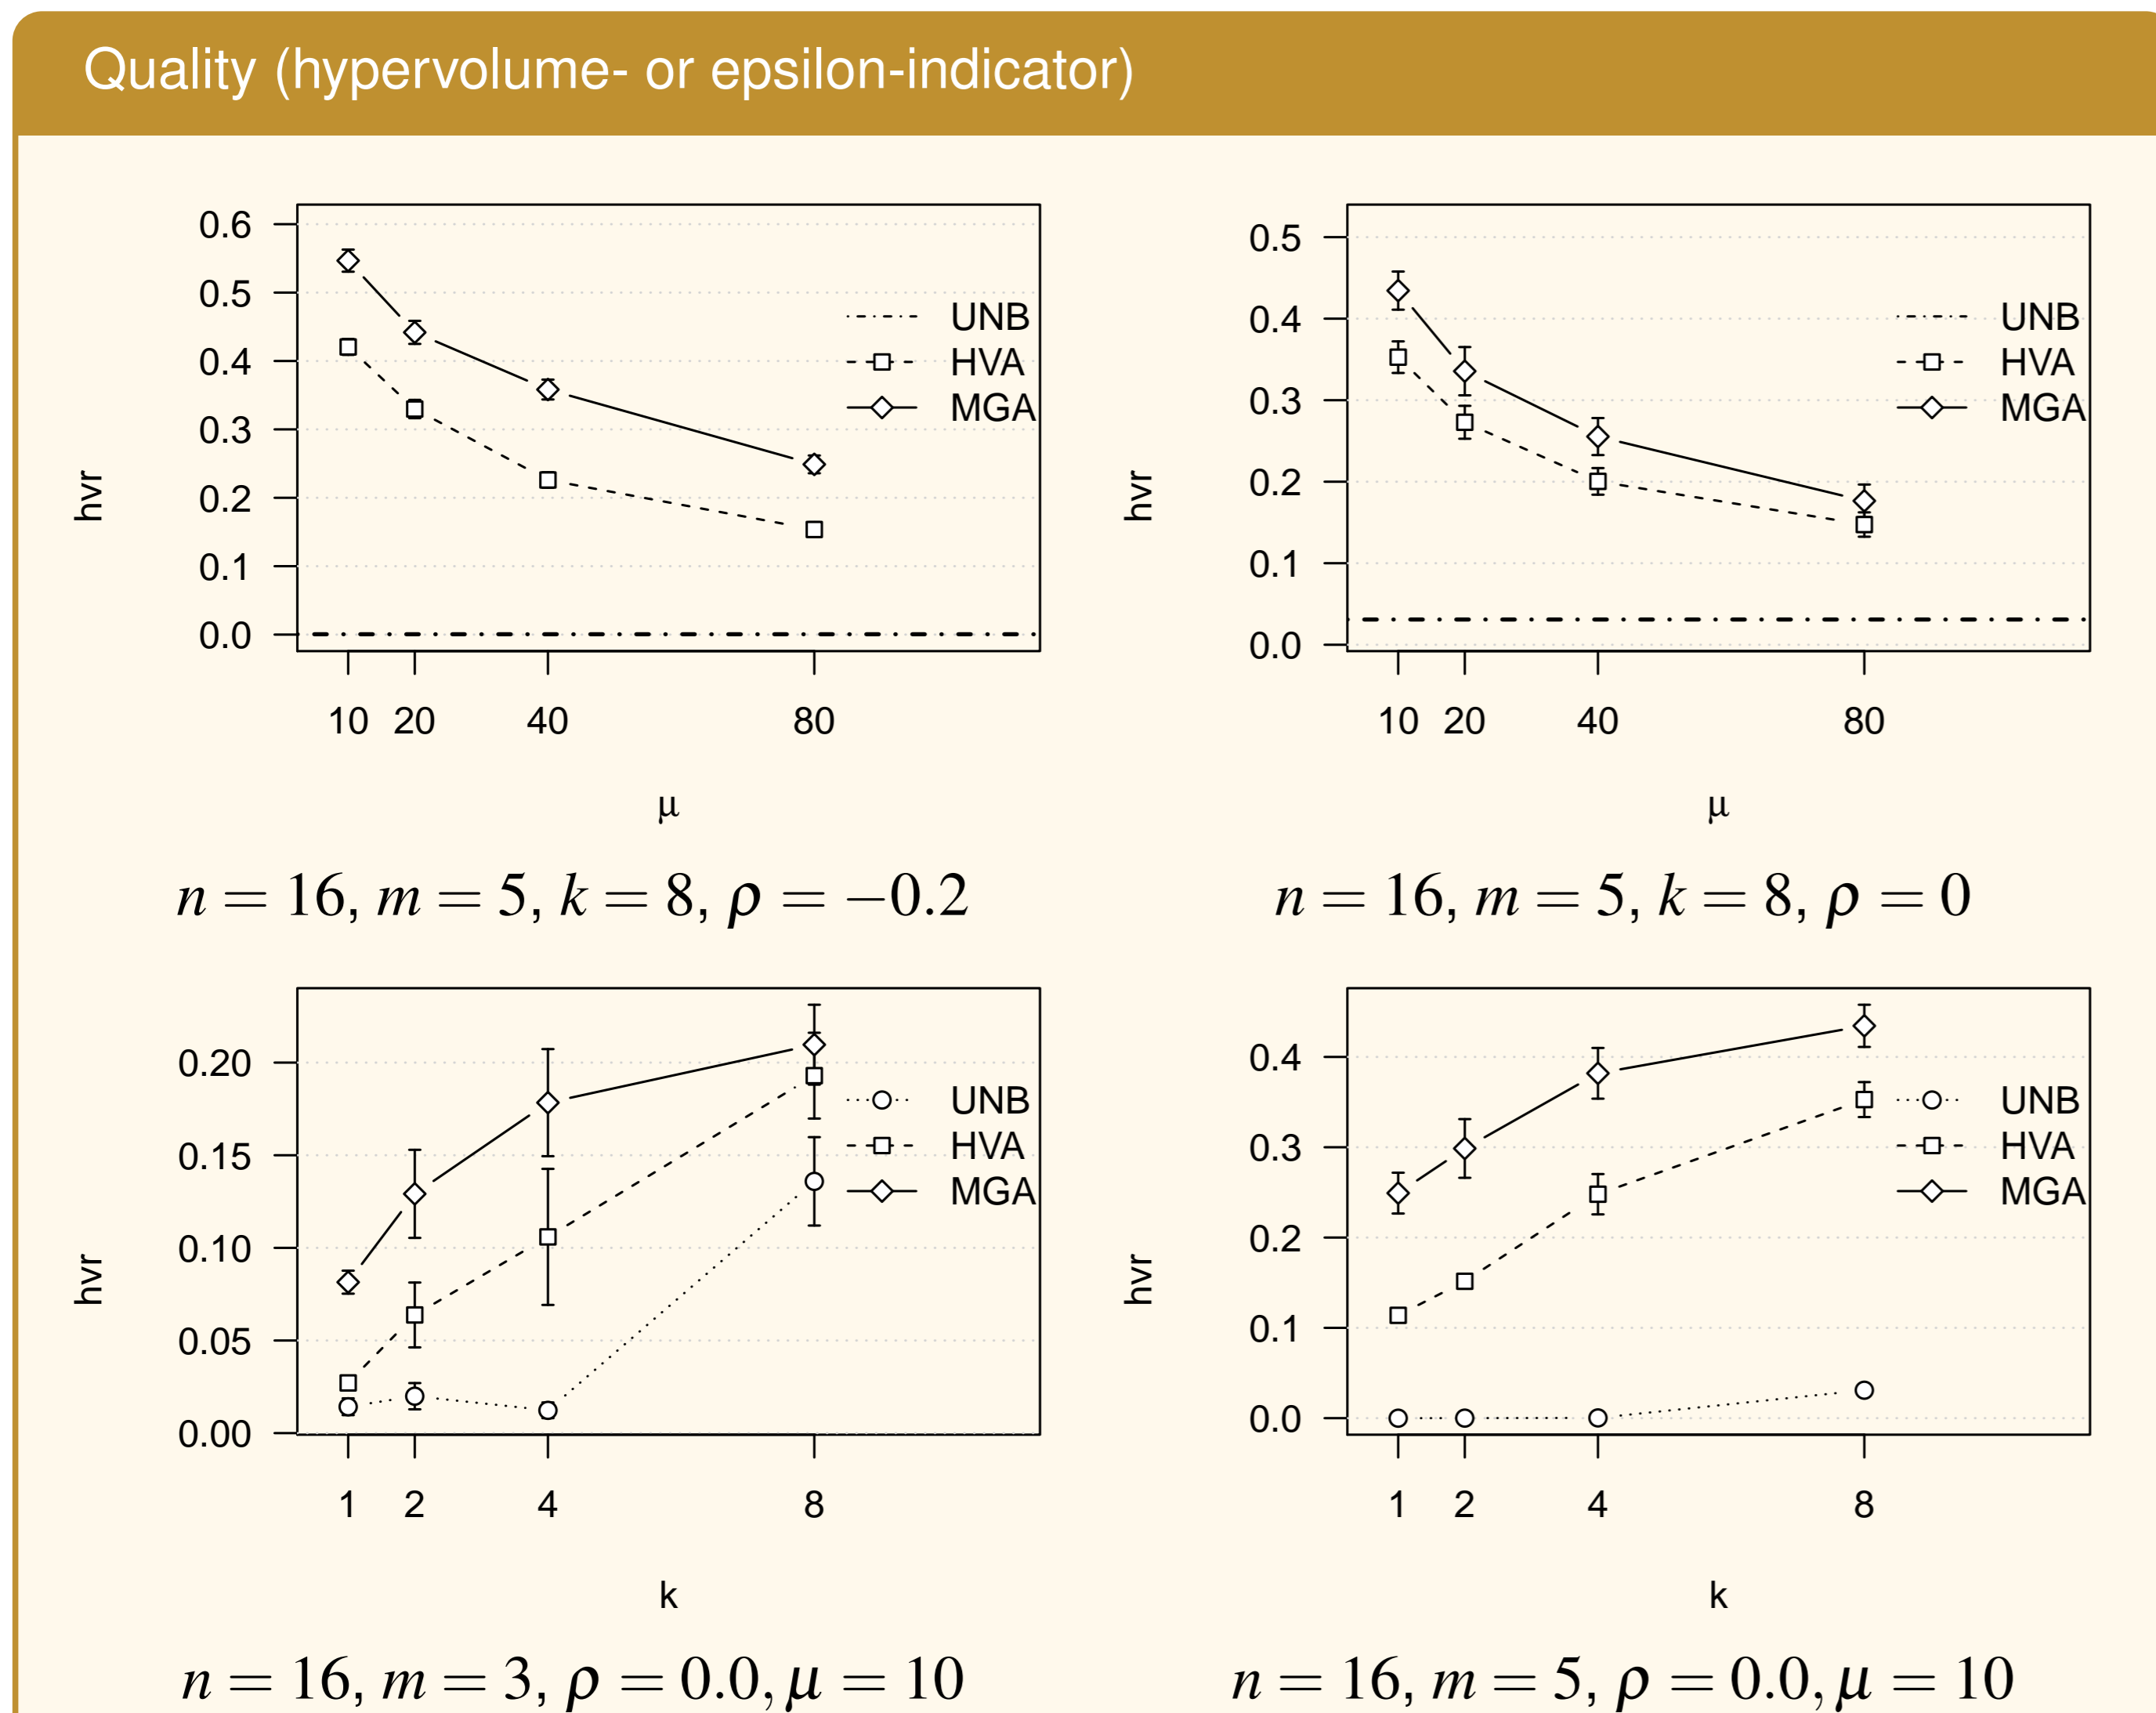 Quality (hypervolume- or epsilon-indicator)
0.6
0.5
0.4
0.3
0.2
0.1
0.0
hvr
UNB
HVA
MGA
10 20 40 80
μ
n = 16, m = 5, k = 8, ρ = −0.2
0.5
0.4
0.3
0.2
0.1
0.0
hvr
UNB
HVA
MGA
10 20 40 80
μ
n = 16, m = 5, k = 8, ρ = 0
0.20
0.15
0.10
0.05
0.00
hvr
UNB
HVA
MGA
1 2 4 8
k
n = 16, m = 3, ρ = 0.0, μ = 10
0.4
0.3
0.2
0.1
0.0
hvr
UNB
HVA
MGA
1 2 4 8
k
n = 16, m = 5, ρ = 0.0, μ = 10